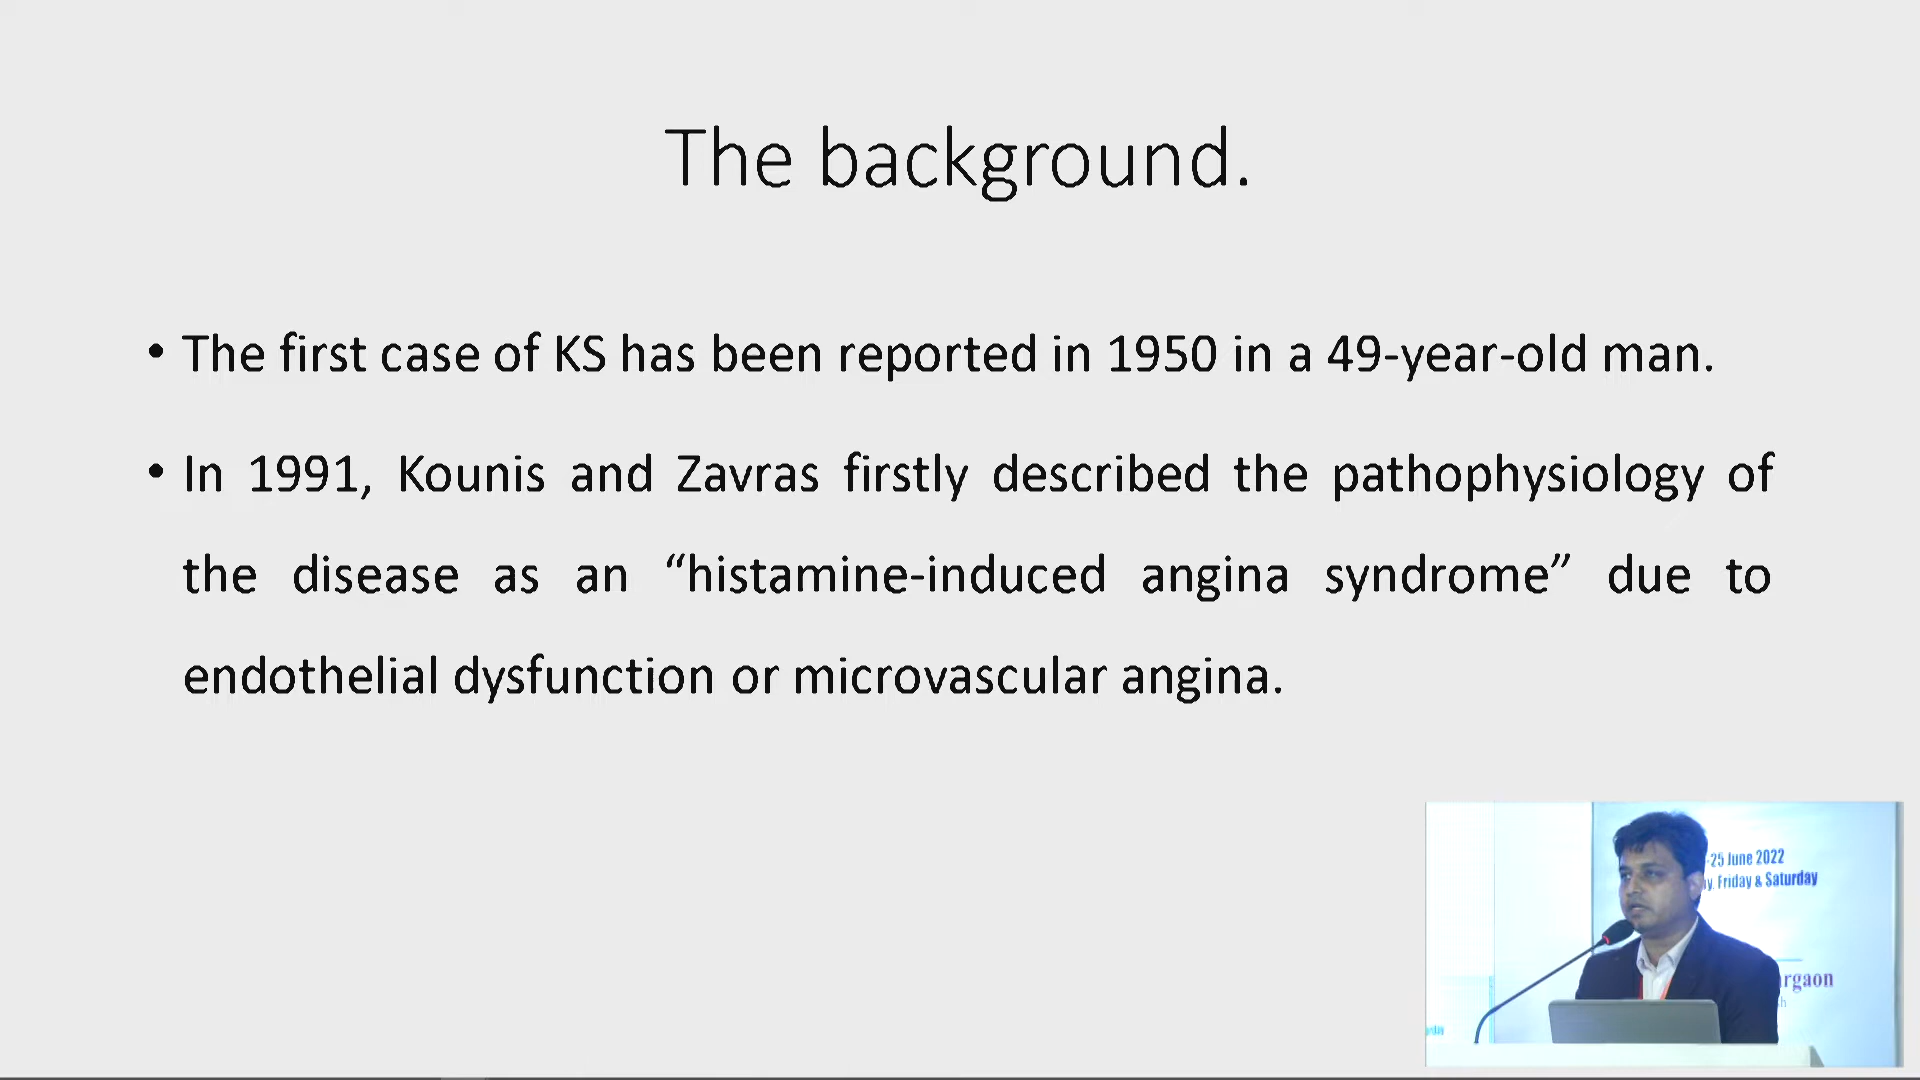 The background.
• The first case of KS has been reported in 1950 in a 49-year-old man.
• In 1991, Kounis and Zavras firstly described the pathophysiology of
the disease as an “histamine-induced angina syndrome” due to
endothelial dysfunction or microvascular angina.
-25 June 2022
Friday & Saturday